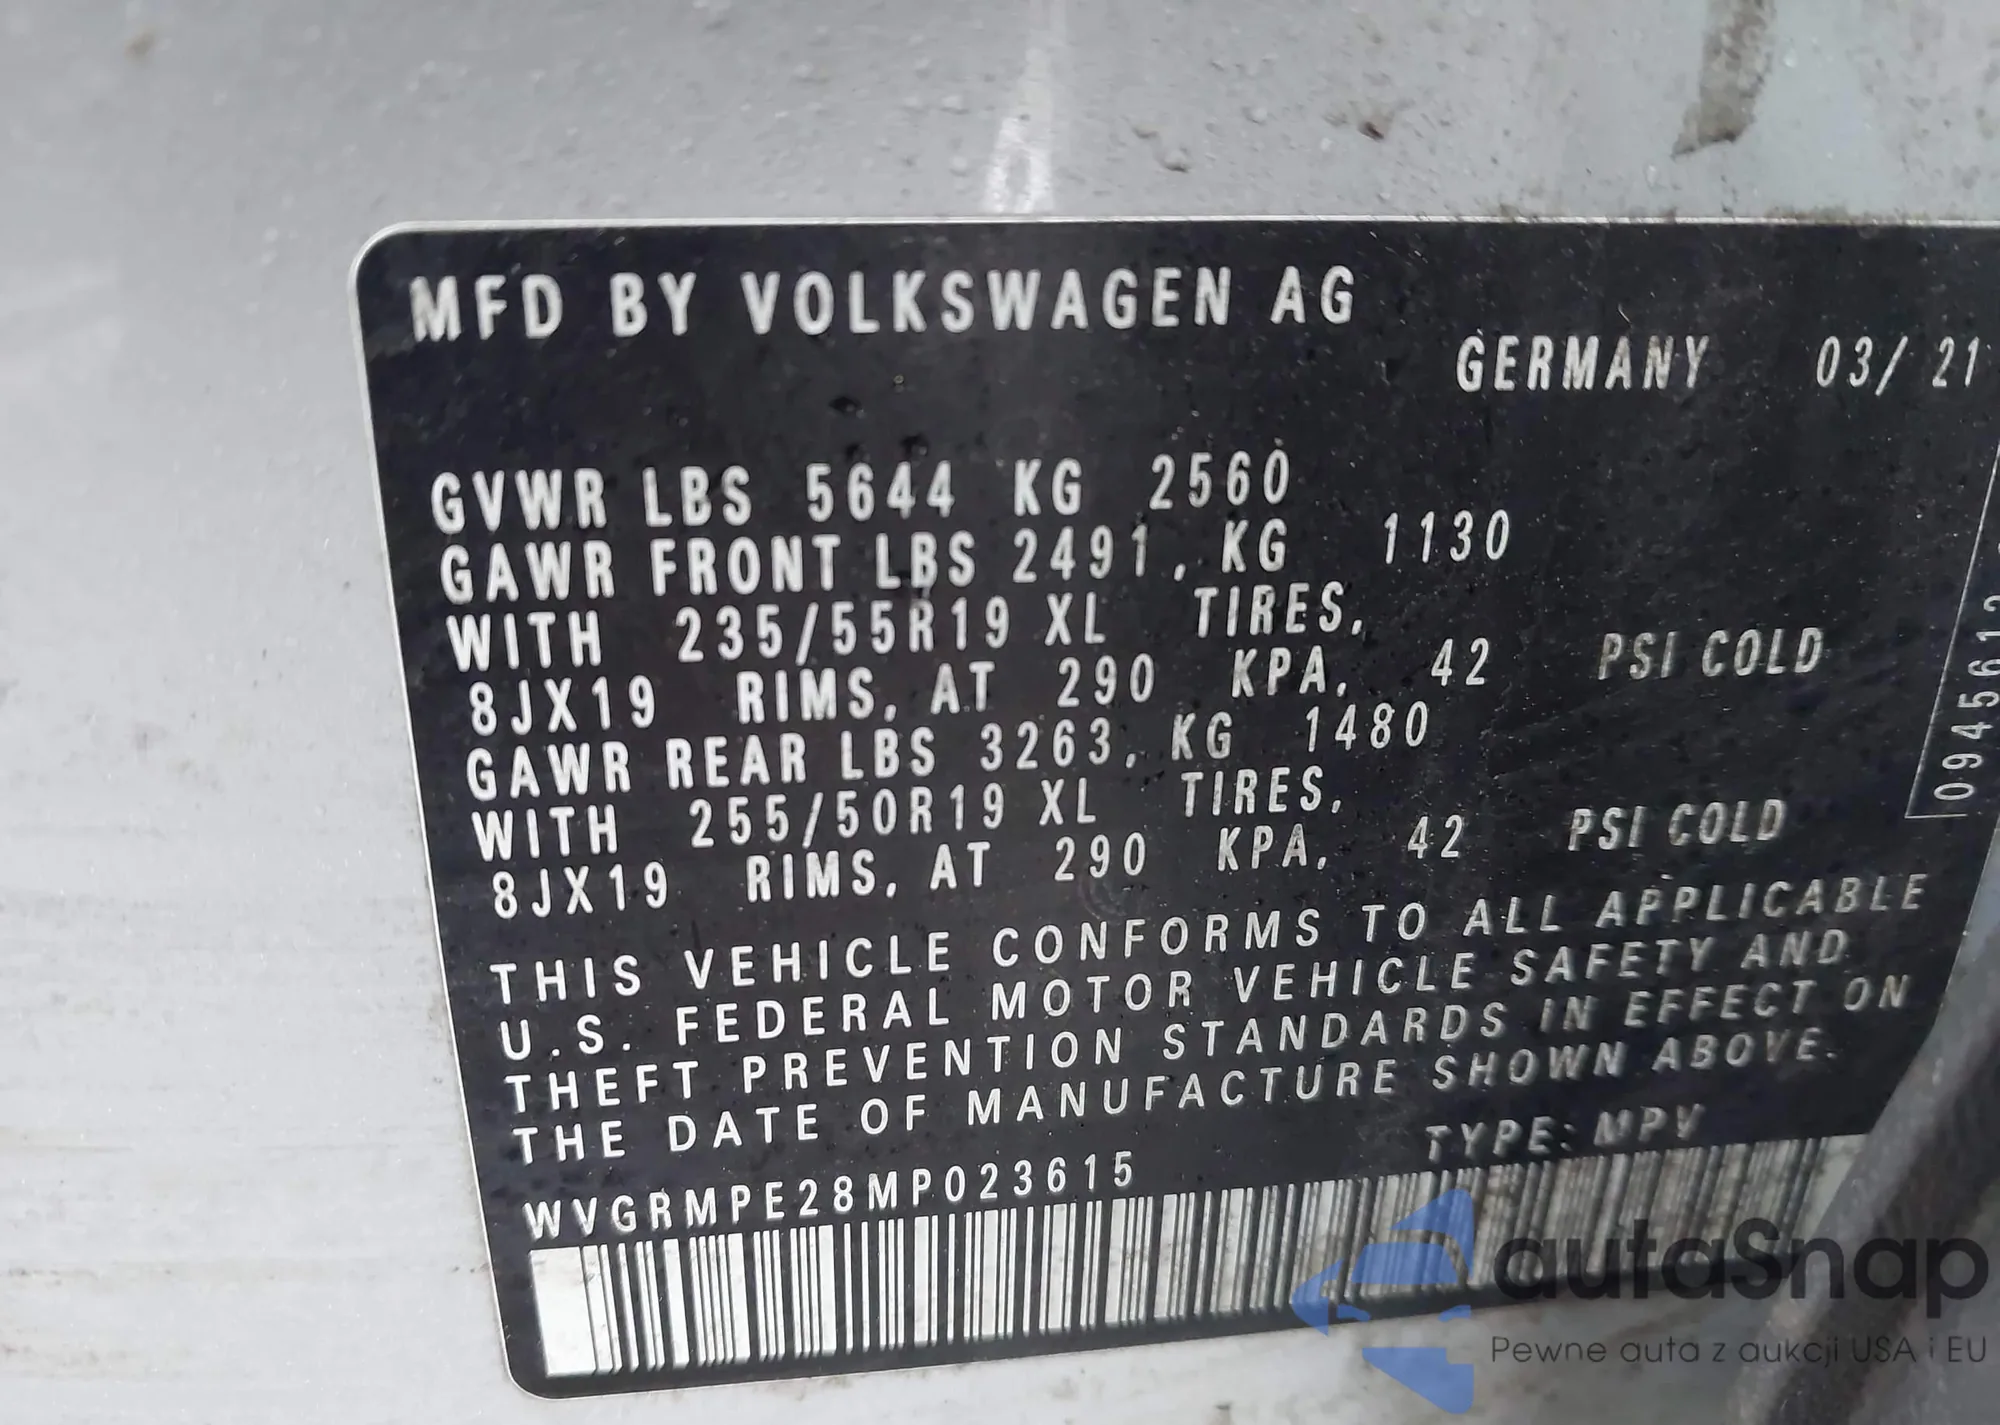 MFD BY VOLKSWAGEN AG
GERMANY 03/ 21
GVWR LBS 5644 KG 2560
GAWR FRONT LBS 2491, KG 1130
WITH 235/55R19 XL TIRES,
8JX19 RIMS, AT 290 KPA, 42 PSI COLD
GAWR REAR LBS 3263, KG 1480
WITH 255/50R19 XL TIRES,
8JX19 RIMS, AT 290 KPA, 42 PSI COLD
THIS VEHICLE CONFORMS TO ALL APPLICABLE
U.S. FEDERAL MOTOR VEHICLE SAFETY AND
THEFT PREVENTION STANDARDS IN EFFECT ON
THE DATE OF MANUFACTURE SHOWN ABOVE.
WVGRMPE28MP023615 TYPE: MPV
autaSnap
Pewne auta z aukcji USA i EU